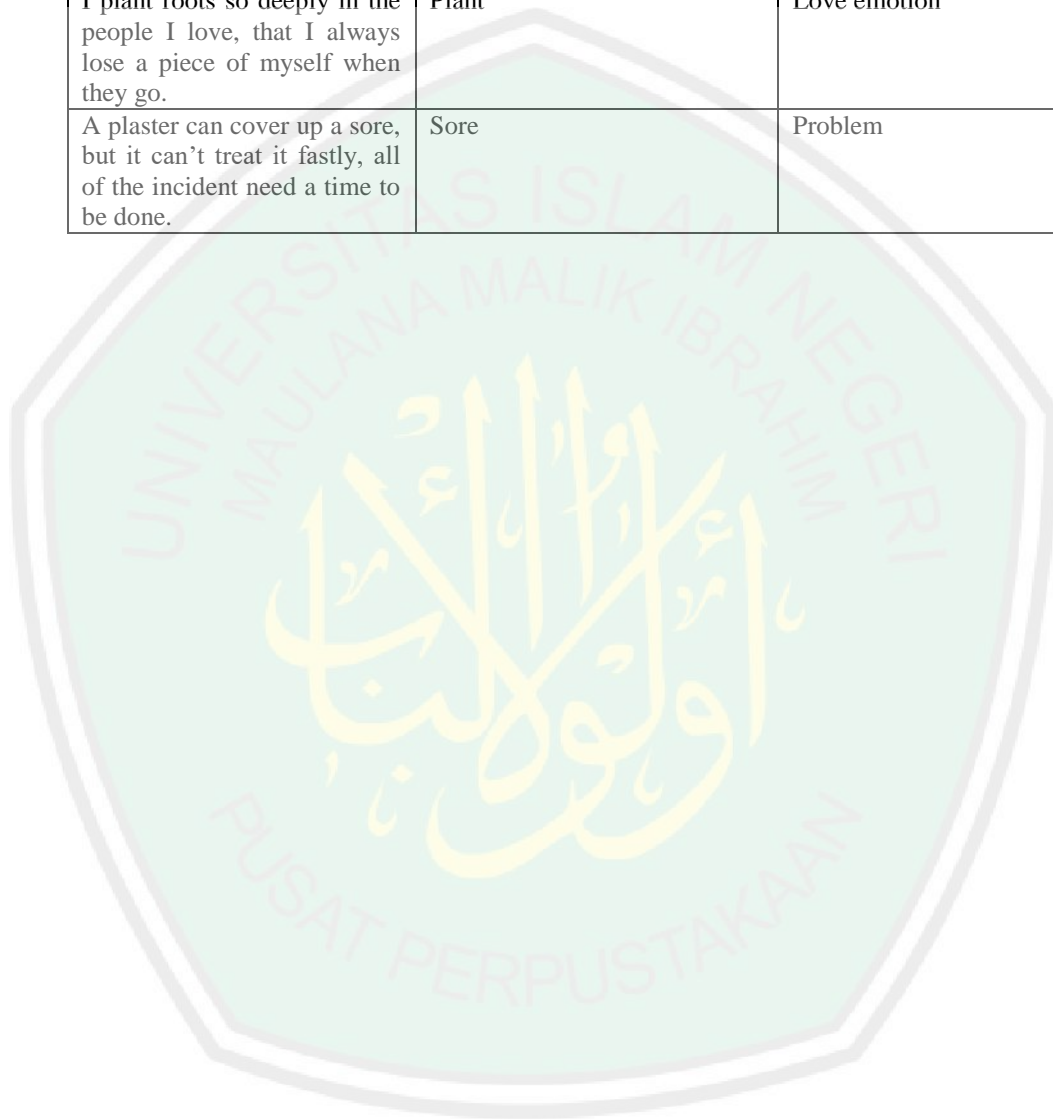 I plant roots so deeply in the
people I love, that I always
lose a piece of myself when
they go.
Plant
Love emotion
A plaster can cover up a sore,
but it can’t treat it fastly, all
of the incident need a time to
be done.
Sore
Problem
UNIVERSITAS ISLAM NEGERI
MAULANA MALIK IBRAHIM
أولوا الألباب
PUSAT PERPUSTAKAAN